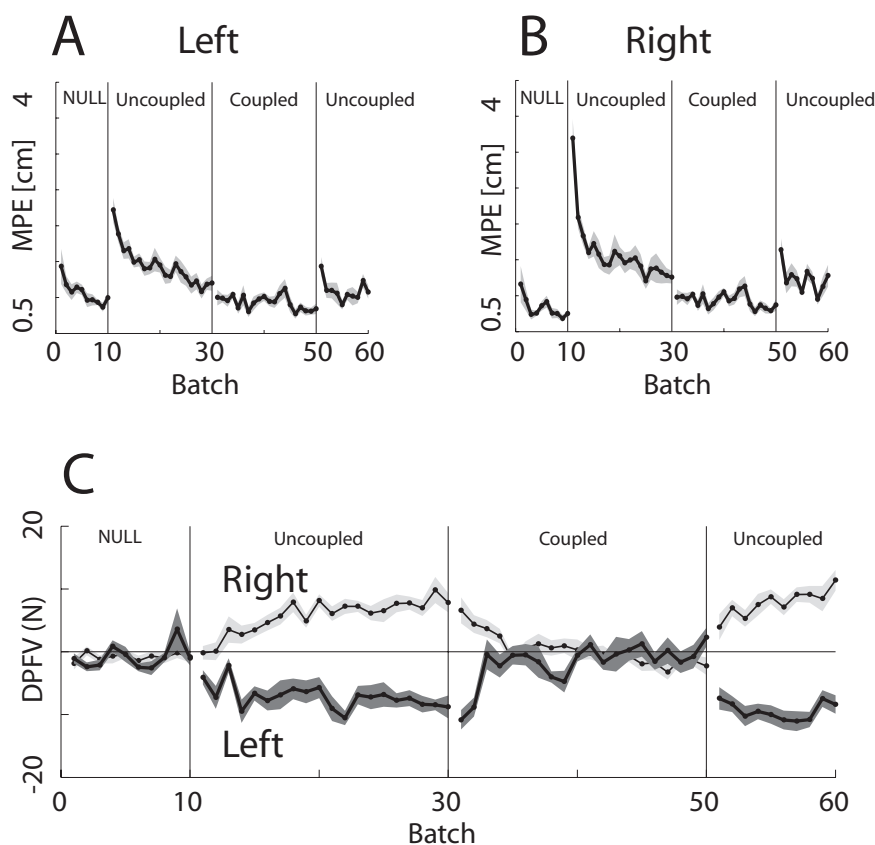 A Left
B Right
NULL Uncoupled Coupled Uncoupled
4
MPE [cm]
0.5
0 10 30 50 60
Batch
NULL Uncoupled Coupled Uncoupled
4
MPE [cm]
0.5
0 10 30 50 60
Batch
C
NULL Uncoupled Coupled Uncoupled
20
Right
DPFV (N)
Left
-20
0 10 30 50 60
Batch